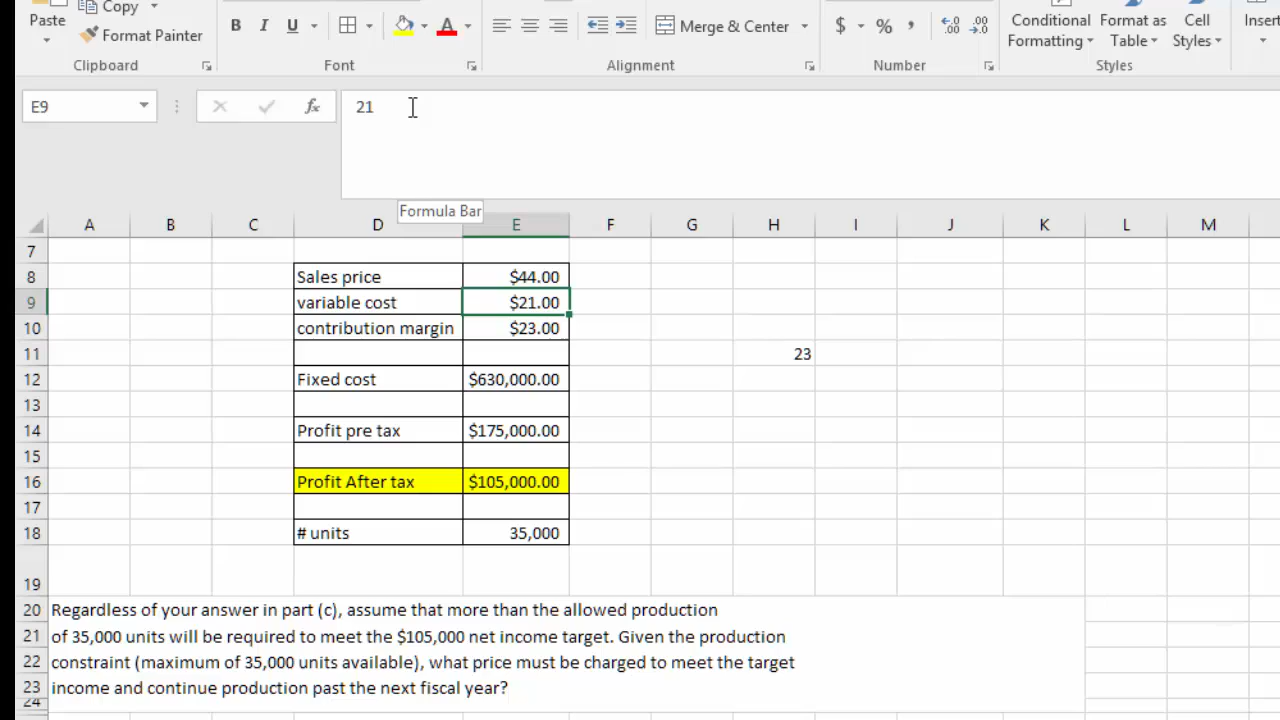 Paste
Copy
Format Painter
B I U
A
Merge & Center
$ % ,
Conditional Formatting
Format as Table
Cell Styles
Insert
Clipboard
Font
Alignment
Number
Styles
E9
fx
21
Formula Bar
A B C D E F G H I J K L M
7
8 Sales price $44.00
9 variable cost $21.00
10 contribution margin $23.00
11 23
12 Fixed cost $630,000.00
13
14 Profit pre tax $175,000.00
15
16 Profit After tax $105,000.00
17
18 # units 35,000
19
20 Regardless of your answer in part (c), assume that more than the allowed production
21 of 35,000 units will be required to meet the $105,000 net income target. Given the production
22 constraint (maximum of 35,000 units available), what price must be charged to meet the target
23 income and continue production past the next fiscal year?
24